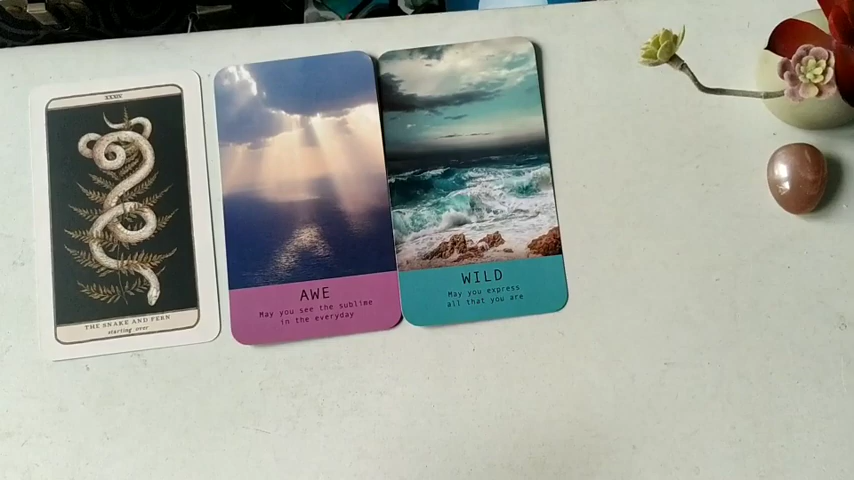 XXXIX
THE SNAKE AND FERN
starting over
AWE
May you see the sublime
in the everyday
WILD
May you express
all that you are